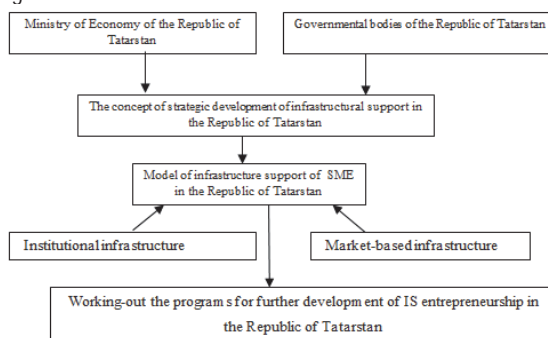 Ministry of Economy of the Republic of
Tatarstan
Governmental bodies of the Republic of Tatarstan
The concept of strategic development of infrastructural support in
the Republic of Tatarstan
Model of infrastructure support of SME
in the Republic of Tatarstan
Institutional infrastructure
Market-based infrastructure
Working-out the programs for further development of IS entrepreneurship in
the Republic of Tatarstan